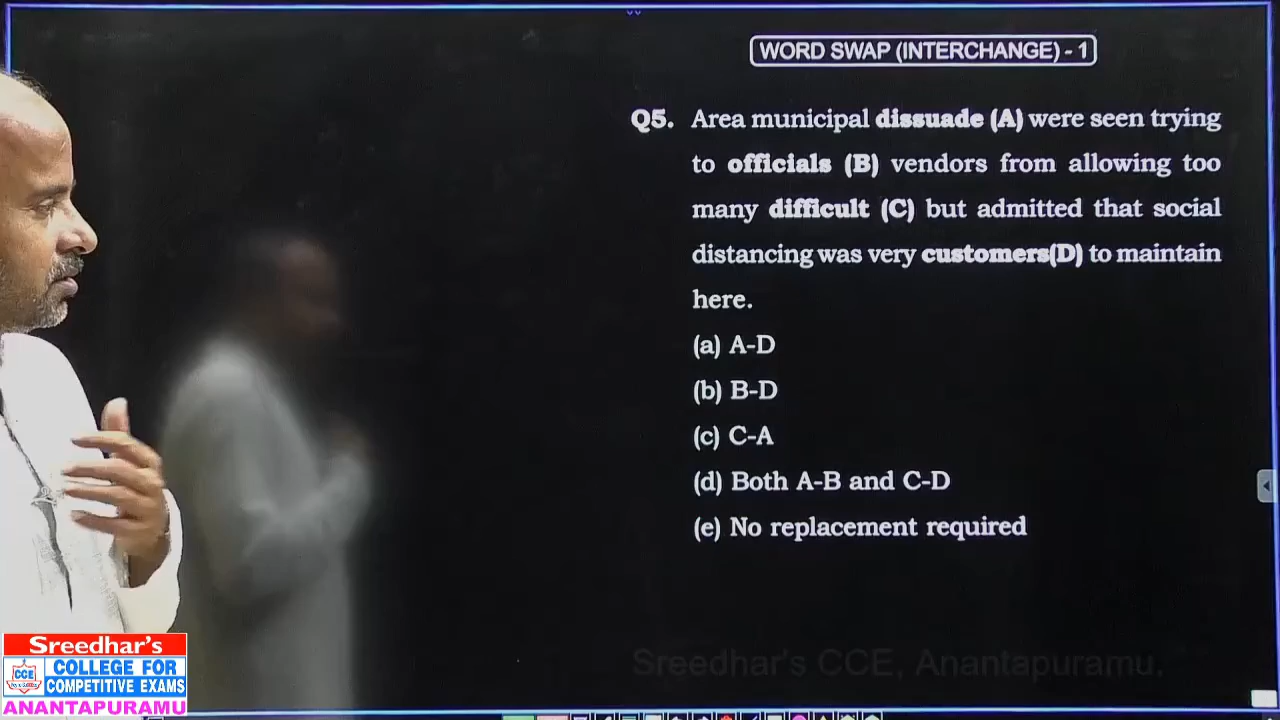 WORD SWAP (INTERCHANGE) - 1
Q5. Area municipal dissuade (A) were seen trying
to officials (B) vendors from allowing too
many difficult (C) but admitted that social
distancing was very customers(D) to maintain
here.
(a) A-D
(b) B-D
(c) C-A
(d) Both A-B and C-D
(e) No replacement required
Sreedhar's
CCE
COLLEGE FOR
COMPETITIVE EXAMS
ANANTAPURAMU
Sreedhar's CCE, Anantapuramu.